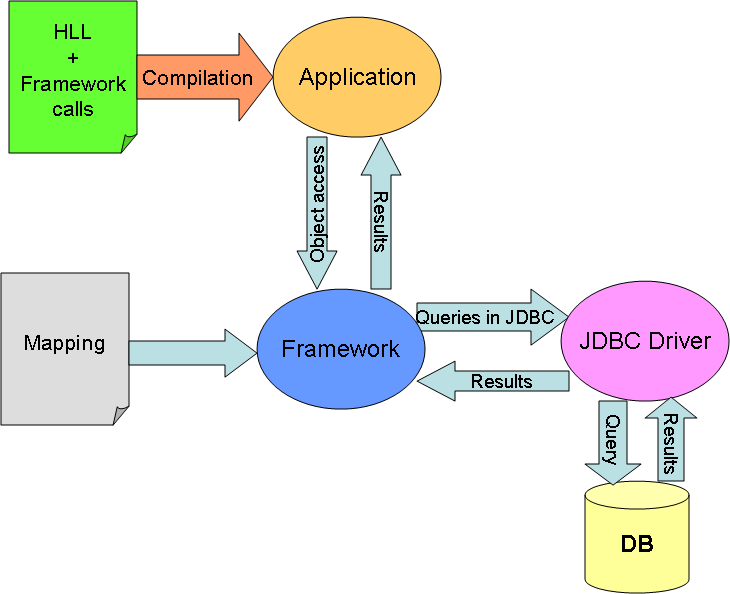 HLL
+
Framework
calls
Compilation
Application
Object access
Results
Mapping
Framework
Queries in JDBC
JDBC Driver
Results
Query
Results
DB